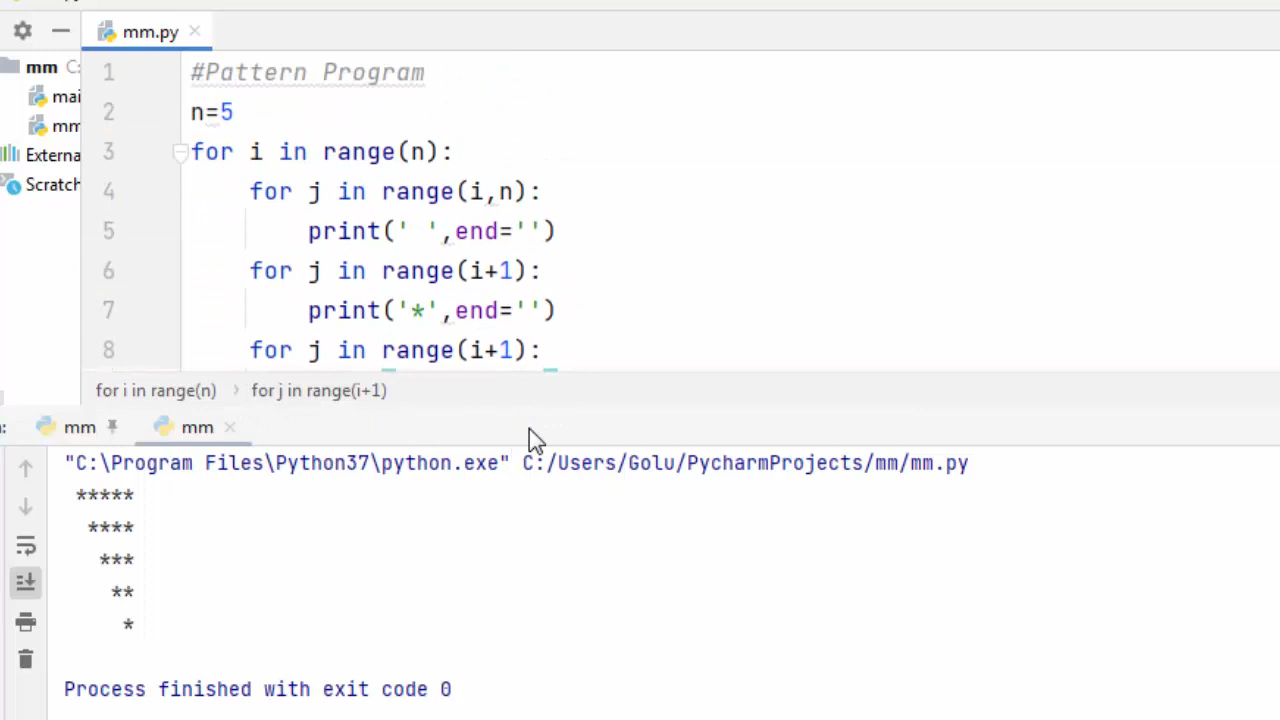 mm.py
mm C:
1 #Pattern Program
2 n=5
3 for i in range(n):
4     for j in range(i,n):
5         print(' ',end='')
6     for j in range(i+1):
7         print('*',end='')
8     for j in range(i+1):
mai
mm
Externa
Scratch
for i in range(n) › for j in range(i+1)
: mm mm
"C:\Program Files\Python37\python.exe" C:/Users/Golu/PycharmProjects/mm/mm.py
 *****
  ****
   ***
    **
     *
Process finished with exit code 0